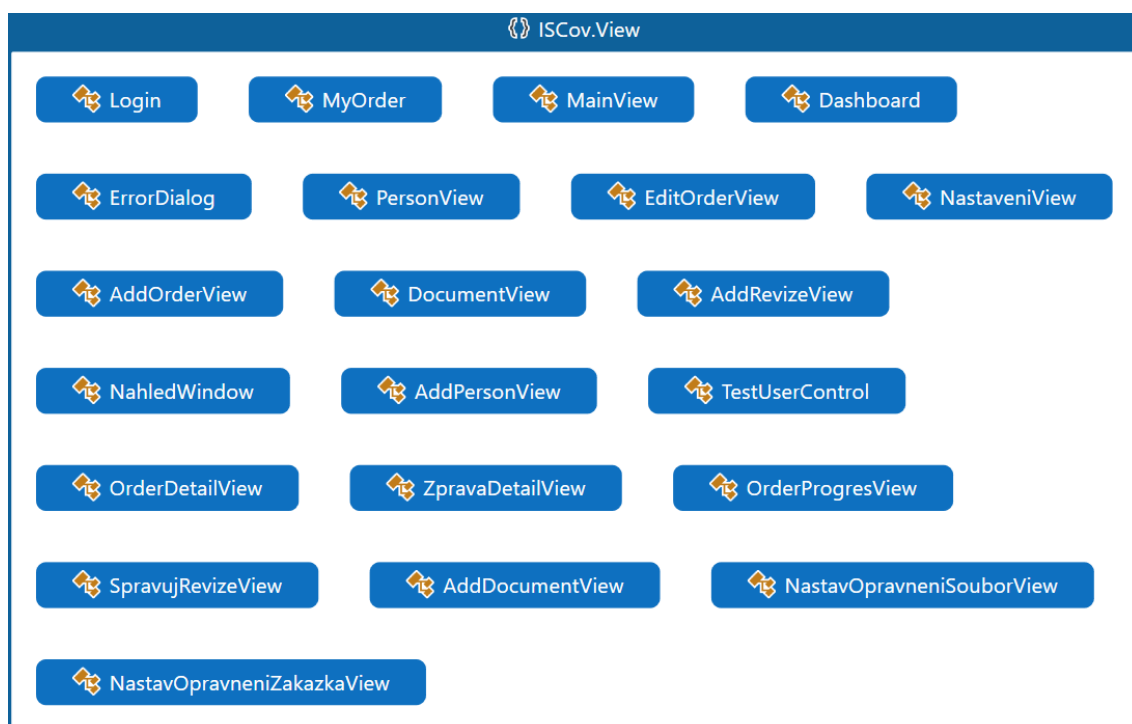 ISCov.View
Login MyOrder MainView Dashboard
ErrorDialog PersonView EditOrderView NastaveniView
AddOrderView DocumentView AddRevizeView
NahledWindow AddPersonView TestUserControl
OrderDetailView ZpravaDetailView OrderProgresView
SpravujRevizeView AddDocumentView NastavOpravneniSouborView
NastavOpravneniZakazkaView